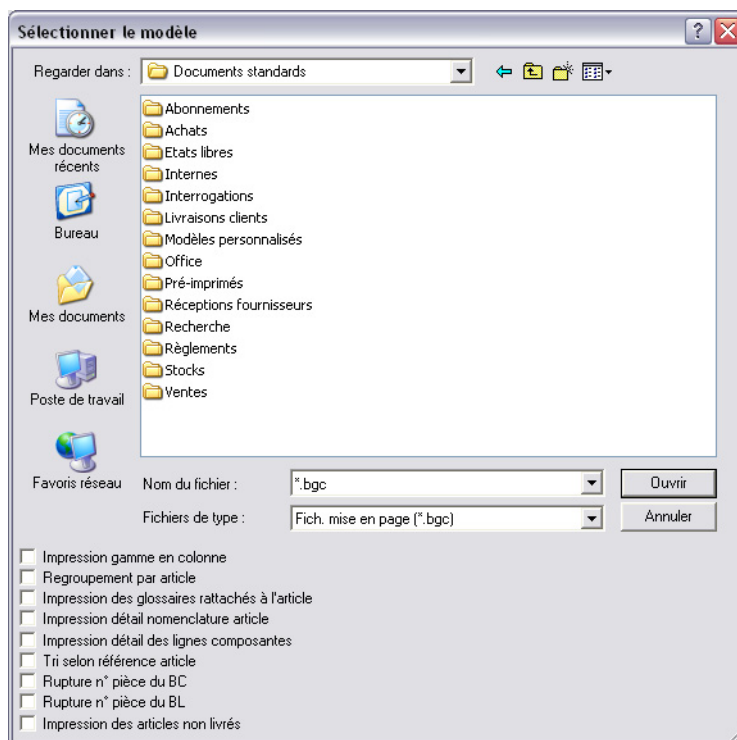 Sélectionner le modèle
Regarder dans :
Documents standards
Mes documents récents
Bureau
Mes documents
Poste de travail
Favoris réseau
Abonnements
Achats
Etats libres
Internes
Interrogations
Livraisons clients
Modèles personnalisés
Office
Pré-imprimés
Réceptions fournisseurs
Recherche
Règlements
Stocks
Ventes
Nom du fichier :
*.bgc
Ouvrir
Fichiers de type :
Fich. mise en page (*.bgc)
Annuler
Impression gamme en colonne
Regroupement par article
Impression des glossaires rattachés à l'article
Impression détail nomenclature article
Impression détail des lignes composantes
Tri selon référence article
Rupture n° pièce du BC
Rupture n° pièce du BL
Impression des articles non livrés